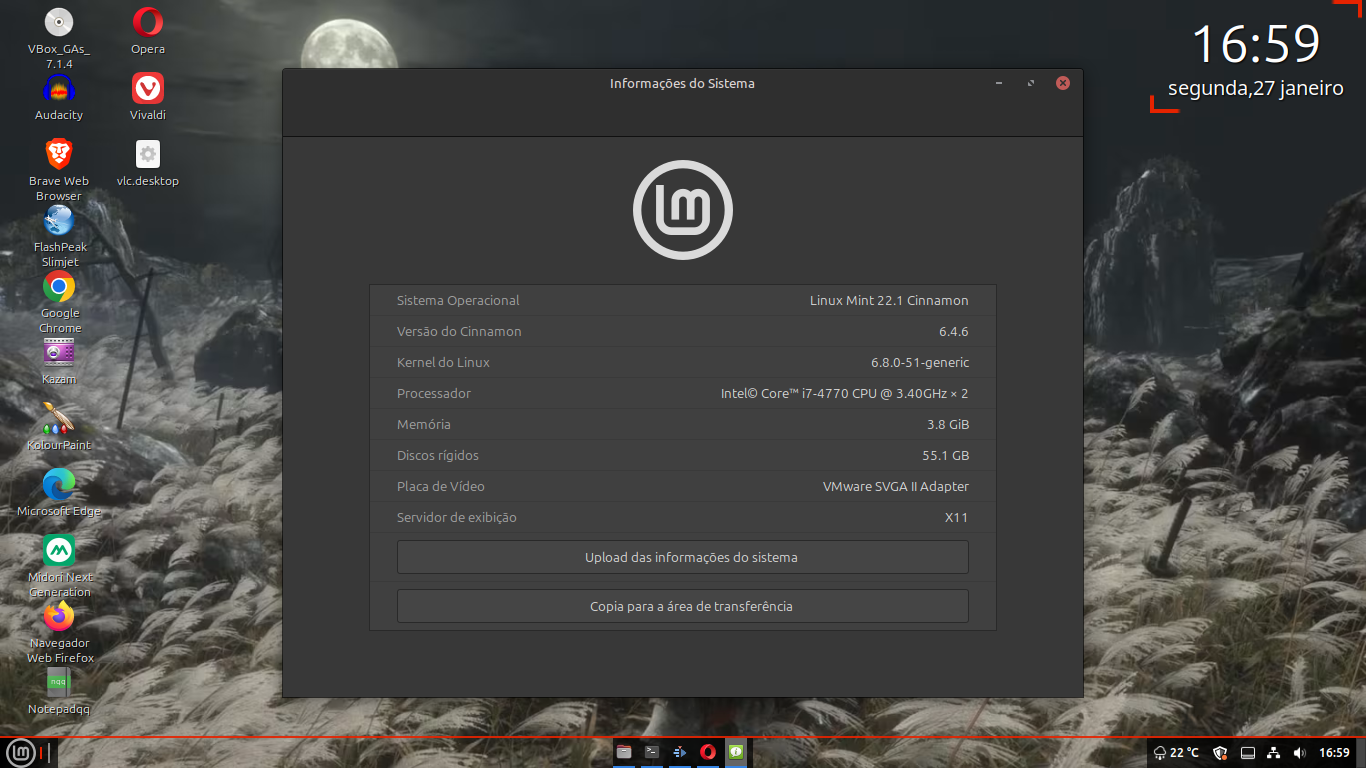 VBox_GAs_
7.1.4
Opera
Audacity
Vivaldi
Brave Web
Browser
vlc.desktop
FlashPeak
Slimjet
Google
Chrome
Kazam
KolourPaint
Microsoft Edge
Midori Next
Generation
Navegador
Web Firefox
nqq
Notepadqq
16:59
segunda,27 janeiro
Informações do Sistema
lm
Sistema Operacional Linux Mint 22.1 Cinnamon
Versão do Cinnamon 6.4.6
Kernel do Linux 6.8.0-51-generic
Processador Intel© Core™ i7-4770 CPU @ 3.40GHz × 2
Memória 3.8 GiB
Discos rígidos 55.1 GB
Placa de Vídeo VMware SVGA II Adapter
Servidor de exibição X11
Upload das informações do sistema
Copia para a área de transferência
lm
22 °C
16:59